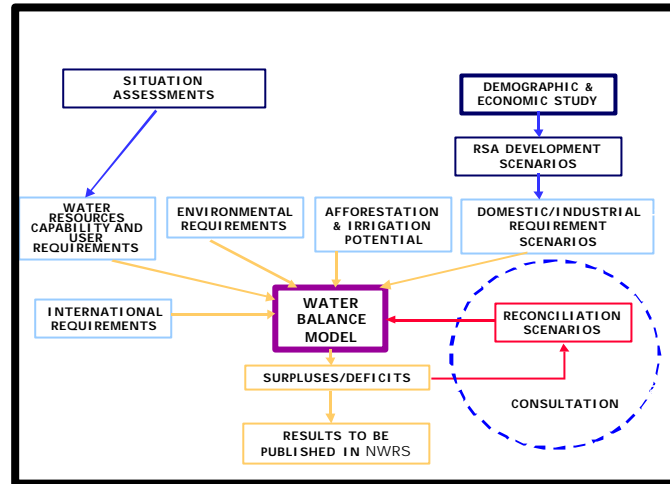 SITUATION
ASSESSMENTS
DEMOGRAPHIC &
ECONOMIC STUDY
RSA DEVELOPMENT
SCENARIOS
WATER
RESOURCES
CAPABILITY AND
USER
REQUIREMENTS
ENVIRONMENTAL
REQUIREMENTS
AFFORESTATION
& IRRIGATION
POTENTIAL
DOMESTIC/INDUSTRIAL
REQUIREMENT
SCENARIOS
INTERNATIONAL
REQUIREMENTS
WATER
BALANCE
MODEL
RECONCILIATION
SCENARIOS
SURPLUSES/DEFICITS
CONSULTATION
RESULTS TO BE
PUBLISHED IN NWRS